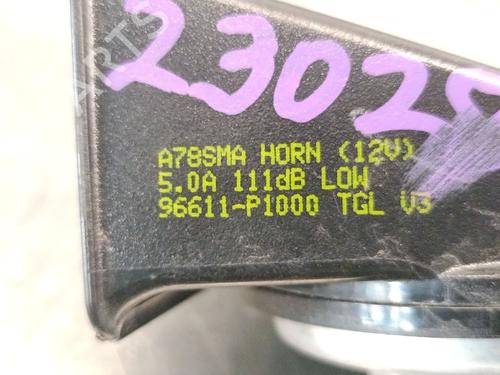 2302
A78SMA HORN (12V)
5.0A 111dB LOW
96611-P1000 TGL V3